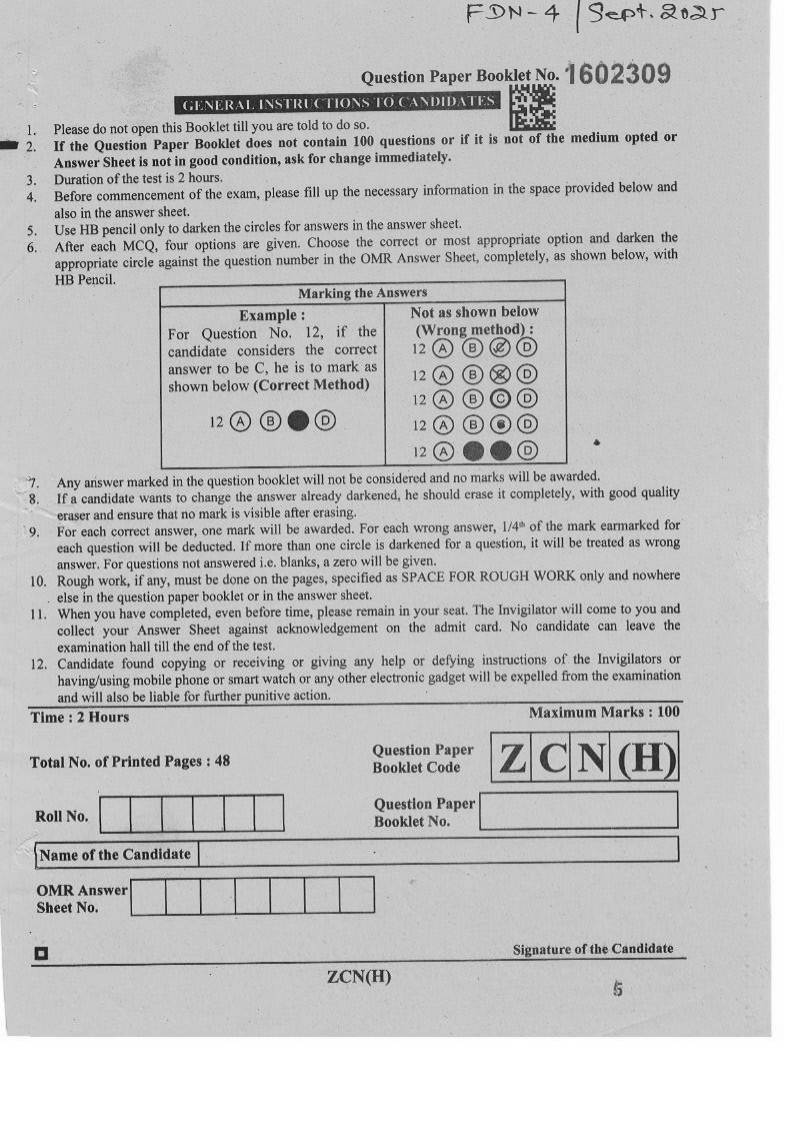 FDN-4 | Sept. 2025
Question Paper Booklet No. 1602309
GENERAL INSTRUCTIONS TO CANDIDATES
1. Please do not open this Booklet till you are told to do so.
2. If the Question Paper Booklet does not contain 100 questions or if it is not of the medium opted or
Answer Sheet is not in good condition, ask for change immediately.
3. Duration of the test is 2 hours.
4. Before commencement of the exam, please fill up the necessary information in the space provided below and
also in the answer sheet.
5. Use HB pencil only to darken the circles for answers in the answer sheet.
6. After each MCQ, four options are given. Choose the correct or most appropriate option and darken the
appropriate circle against the question number in the OMR Answer Sheet, completely, as shown below, with
HB Pencil.
Marking the Answers
Example :
For Question No. 12, if the
candidate considers the correct
answer to be C, he is to mark as
shown below (Correct Method)
12 A B D
Not as shown below
(Wrong method) :
12 A B C D
12 A B C D
12 A B C D
12 A B D
12 A D
7. Any answer marked in the question booklet will not be considered and no marks will be awarded.
8. If a candidate wants to change the answer already darkened, he should erase it completely, with good quality
eraser and ensure that no mark is visible after erasing.
9. For each correct answer, one mark will be awarded. For each wrong answer, 1/4th of the mark earmarked for
each question will be deducted. If more than one circle is darkened for a question, it will be treated as wrong
answer. For questions not answered i.e. blanks, a zero will be given.
10. Rough work, if any, must be done on the pages, specified as SPACE FOR ROUGH WORK only and nowhere
else in the question paper booklet or in the answer sheet.
11. When you have completed, even before time, please remain in your seat. The Invigilator will come to you and
collect your Answer Sheet against acknowledgement on the admit card. No candidate can leave the
examination hall till the end of the test.
12. Candidate found copying or receiving or giving any help or defying instructions of the Invigilators or
having/using mobile phone or smart watch or any other electronic gadget will be expelled from the examination
and will also be liable for further punitive action.
Time : 2 Hours
Maximum Marks : 100
Total No. of Printed Pages : 48
Question Paper
Booklet Code
Z C N (H)
Roll No.
Question Paper
Booklet No.
Name of the Candidate
OMR Answer
Sheet No.
Signature of the Candidate
ZCN(H)
5